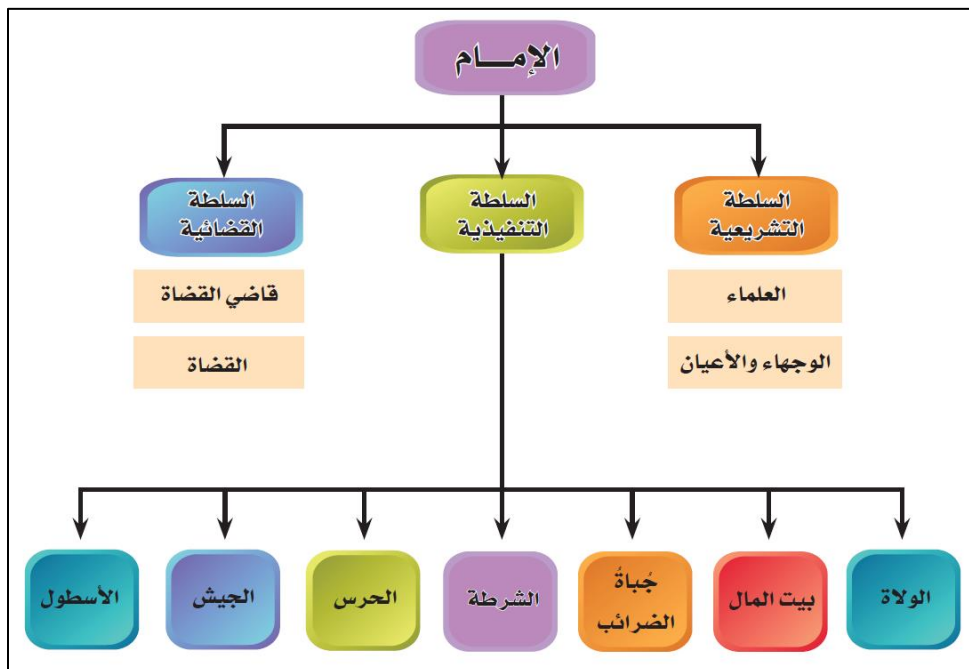 الإمـــام
السلطة
التشريعية
السلطة
التنفيذية
السلطة
القضائية
العلماء
الوجهاء والأعيان
قاضي القضاة
القضاة
الولاة
بيت المال
جُباةُ
الضرائب
الشرطة
الحرس
الجيش
الأسطول